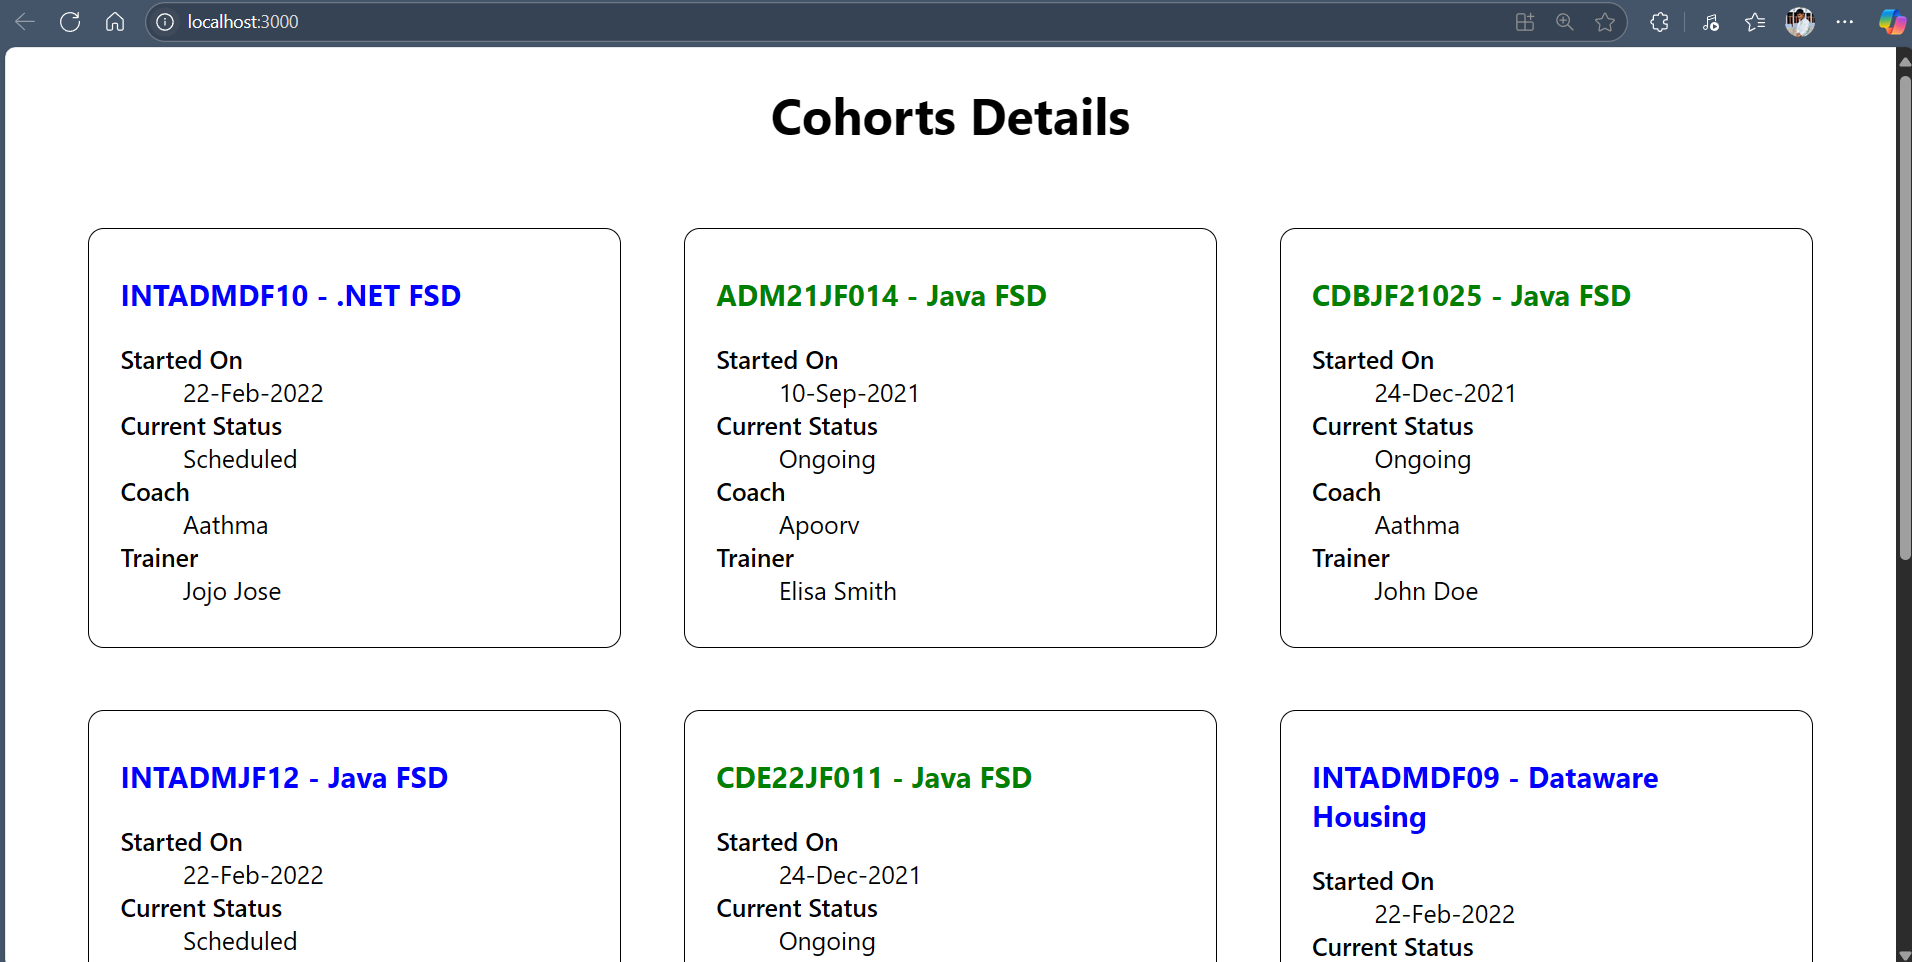 localhost:3000
Cohorts Details
INTADMDF10 - .NET FSD
Started On
22-Feb-2022
Current Status
Scheduled
Coach
Aathma
Trainer
Jojo Jose
ADM21JF014 - Java FSD
Started On
10-Sep-2021
Current Status
Ongoing
Coach
Apoorv
Trainer
Elisa Smith
CDBJF21025 - Java FSD
Started On
24-Dec-2021
Current Status
Ongoing
Coach
Aathma
Trainer
John Doe
INTADMJF12 - Java FSD
Started On
22-Feb-2022
Current Status
Scheduled
CDE22JF011 - Java FSD
Started On
24-Dec-2021
Current Status
Ongoing
INTADMDF09 - Dataware
Housing
Started On
22-Feb-2022
Current Status